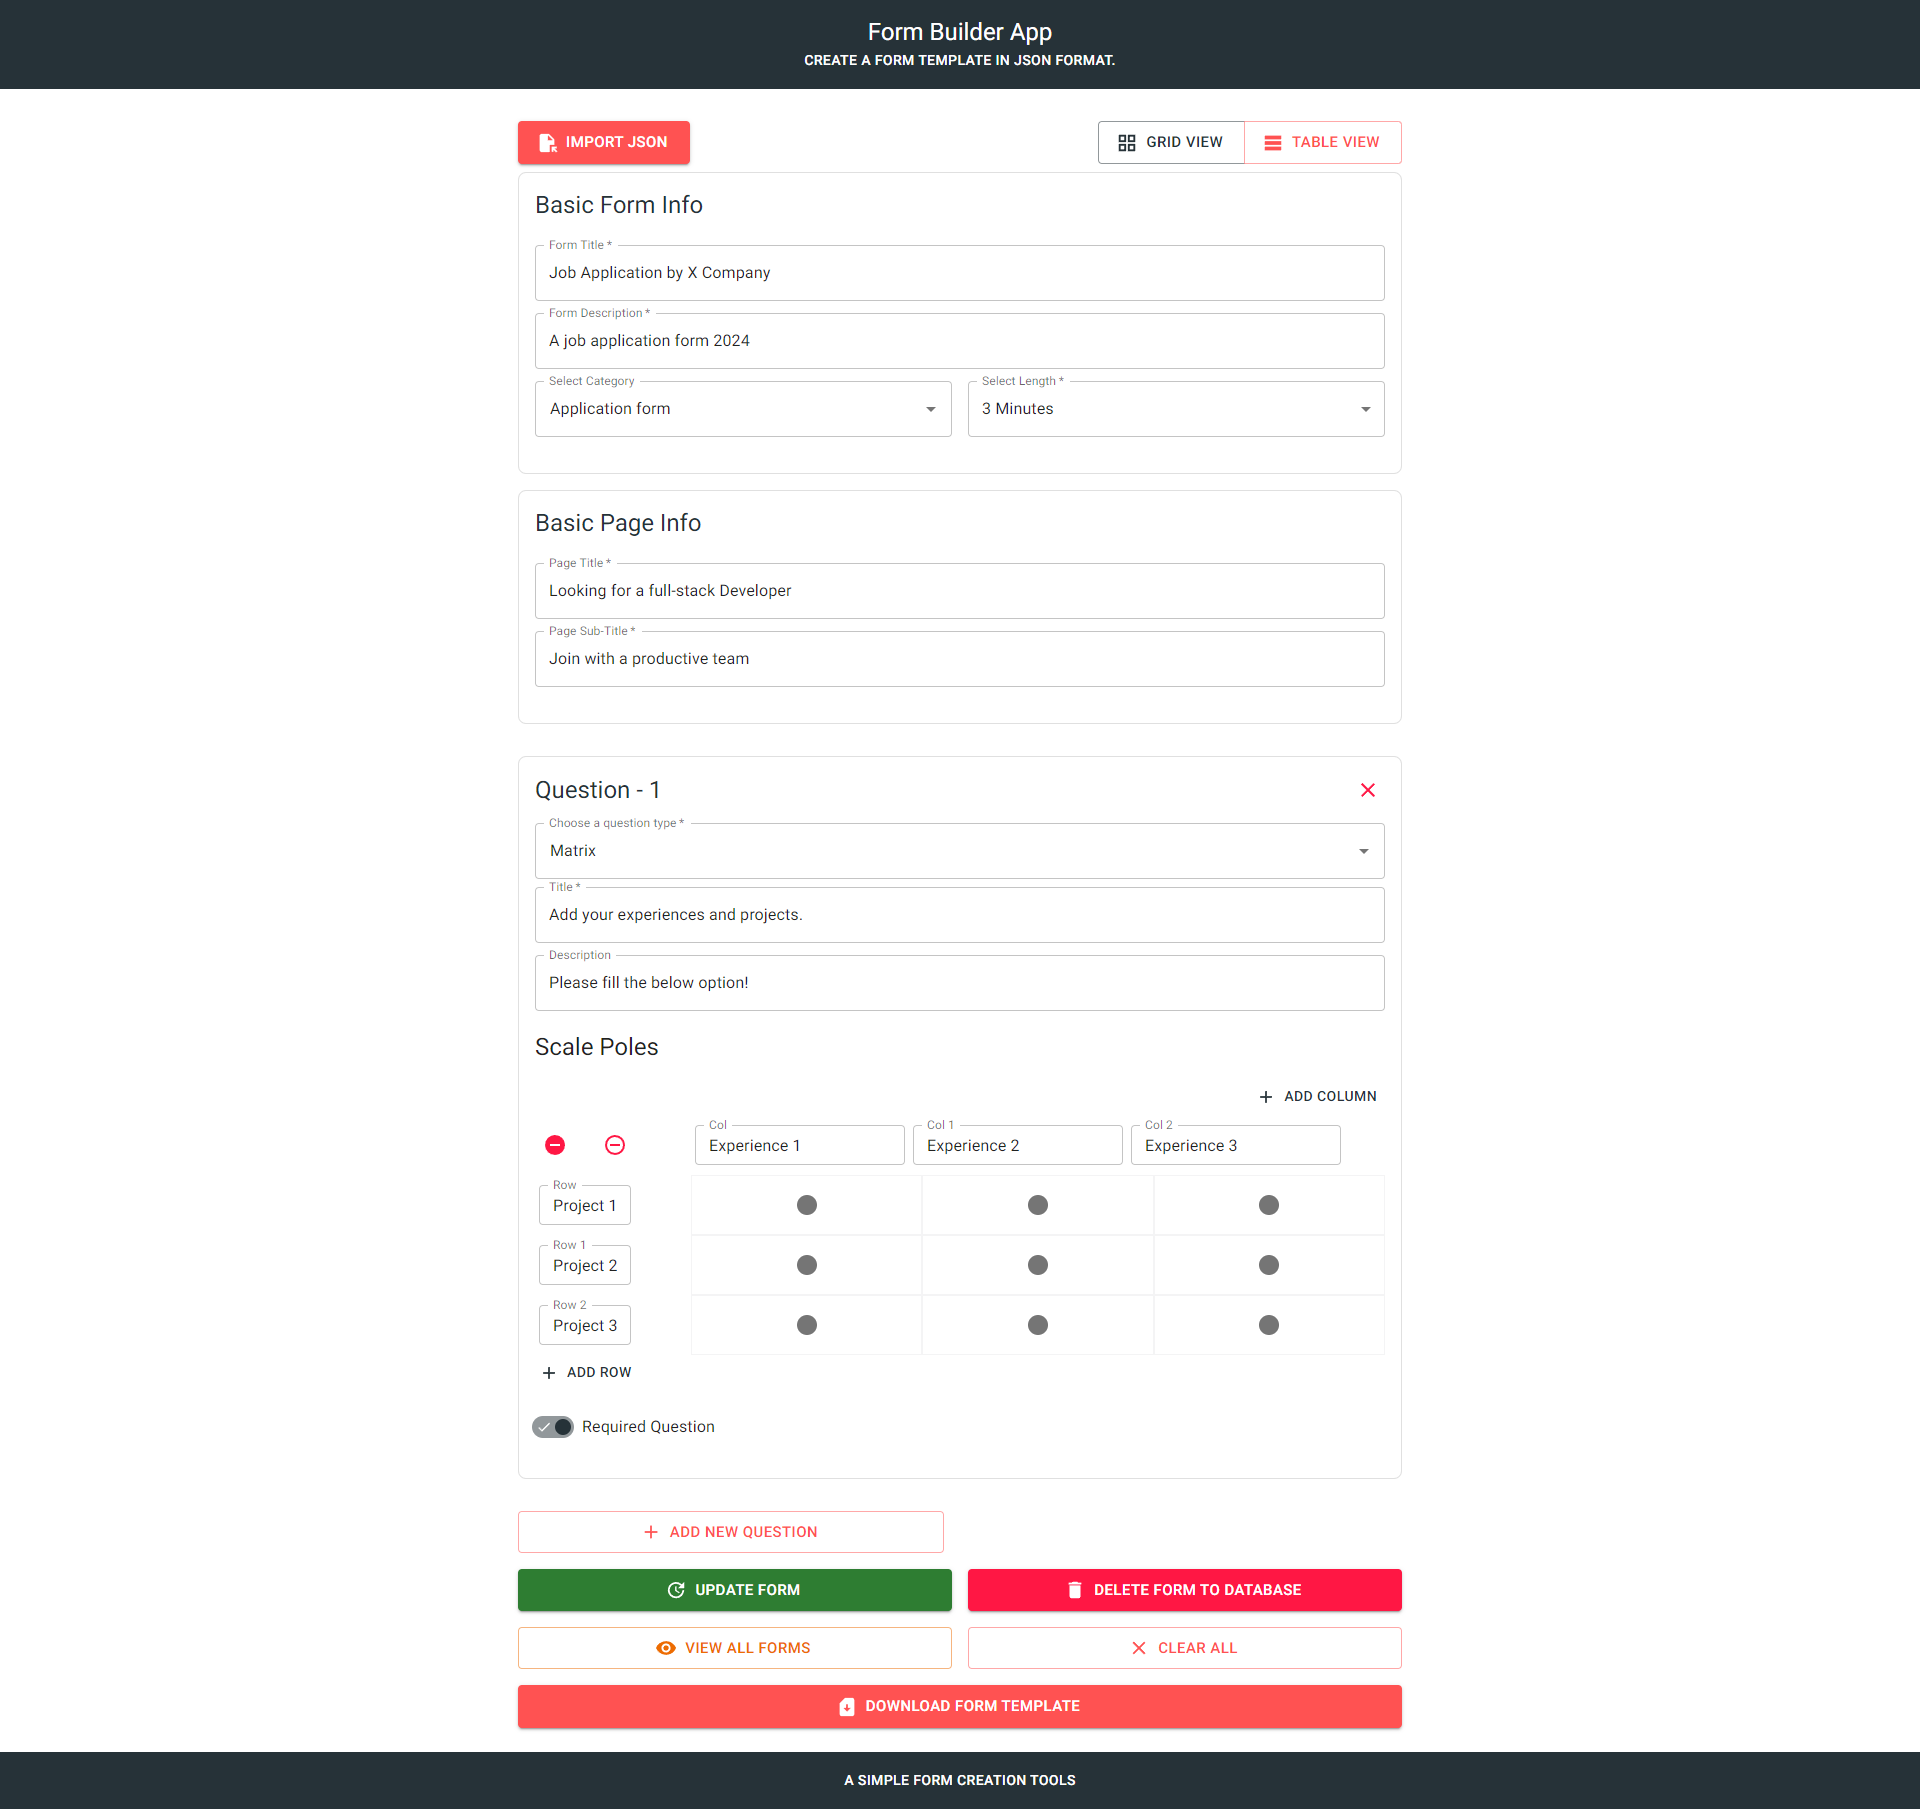 Form Builder App
CREATE A FORM TEMPLATE IN JSON FORMAT.
IMPORT JSON
GRID VIEW
TABLE VIEW
Basic Form Info
Form Title *
Job Application by X Company
Form Description *
A job application form 2024
Select Category
Application form
Select Length *
3 Minutes
Basic Page Info
Page Title *
Looking for a full-stack Developer
Page Sub-Title *
Join with a productive team
Question - 1
Choose a question type *
Matrix
Title *
Add your experiences and projects.
Description
Please fill the below option!
Scale Poles
ADD COLUMN
Col
Experience 1
Col 1
Experience 2
Col 2
Experience 3
Row
Project 1
Row 1
Project 2
Row 2
Project 3
ADD ROW
Required Question
ADD NEW QUESTION
UPDATE FORM
DELETE FORM TO DATABASE
VIEW ALL FORMS
CLEAR ALL
DOWNLOAD FORM TEMPLATE
A SIMPLE FORM CREATION TOOLS